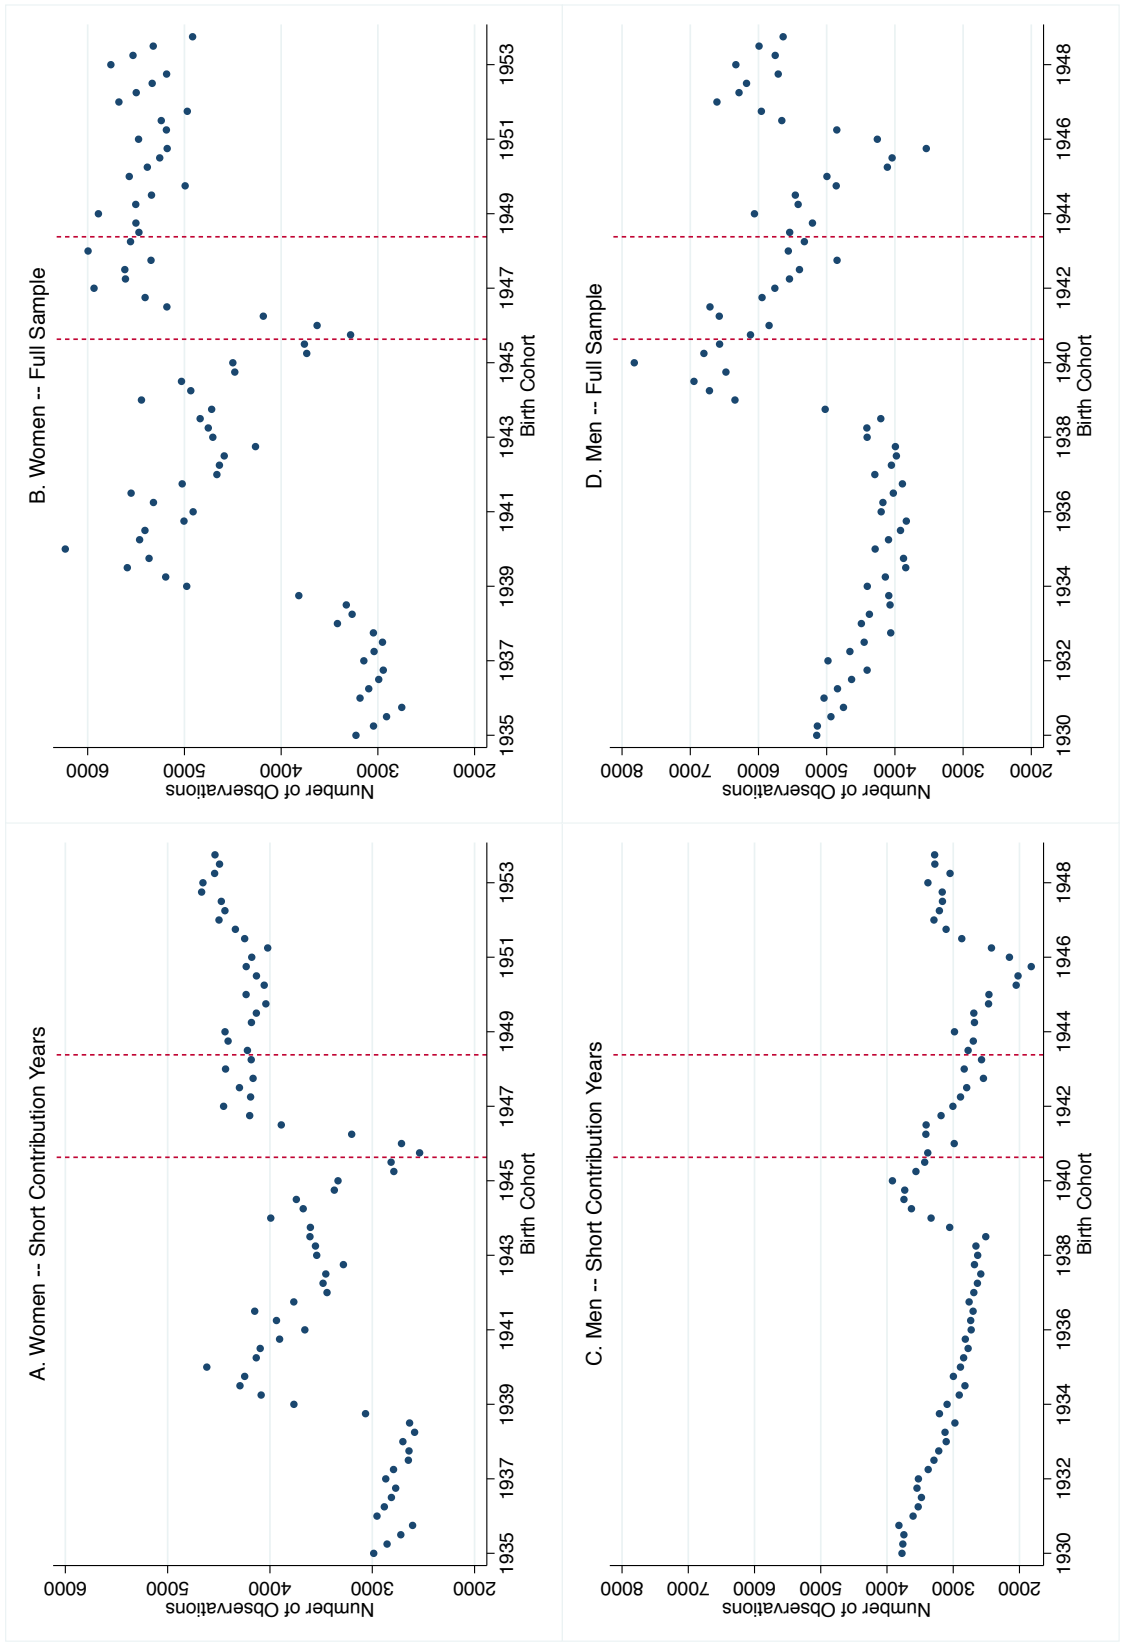 A. Women -- Short Contribution Years
Number of Observations
6000
5000
4000
3000
2000
1935 1937 1939 1941 1943 1945 1947 1949 1951 1953
Birth Cohort
B. Women -- Full Sample
Number of Observations
6000
5000
4000
3000
2000
1935 1937 1939 1941 1943 1945 1947 1949 1951 1953
Birth Cohort
C. Men -- Short Contribution Years
Number of Observations
8000
7000
6000
5000
4000
3000
2000
1930 1932 1934 1936 1938 1940 1942 1944 1946 1948
Birth Cohort
D. Men -- Full Sample
Number of Observations
8000
7000
6000
5000
4000
3000
2000
1930 1932 1934 1936 1938 1940 1942 1944 1946 1948
Birth Cohort